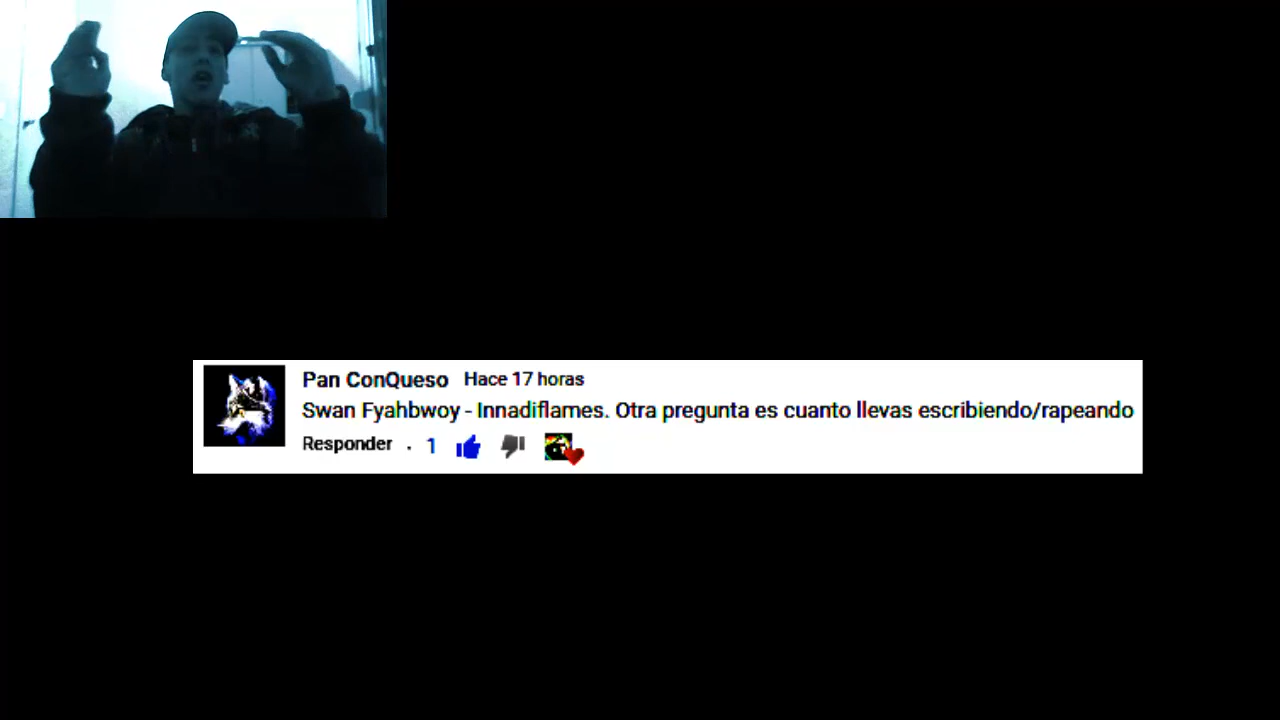 Pan ConQueso Hace 17 horas
Swan Fyahbwoy - Innadiflames. Otra pregunta es cuanto llevas escribiendo/rapeando
Responder . 1